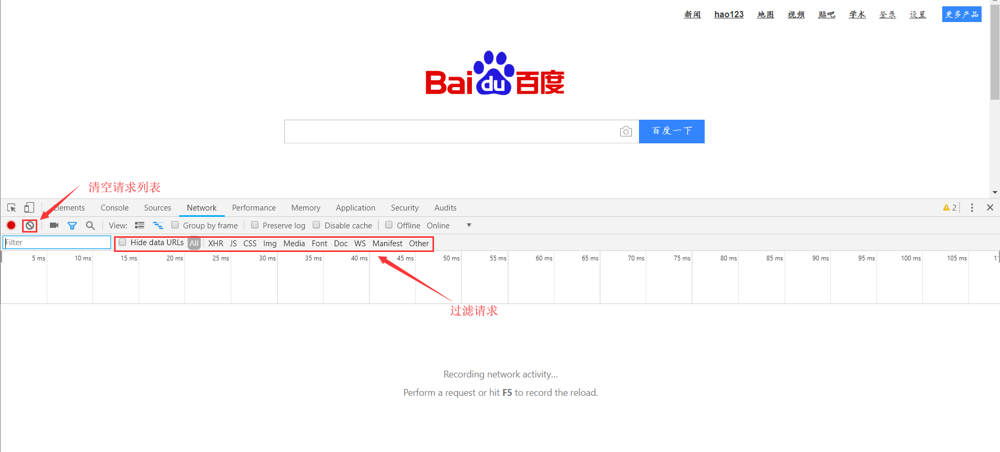 新闻 hao123 地图 视频 贴吧 学术 登录 设置 更多产品
Bai du 百度
百度一下
清空请求列表
Elements Console Sources Network Performance Memory Application Security Audits 2
View: Group by frame Preserve log Disable cache Offline Online
Filter Hide data URLs All XHR JS CSS Img Media Font Doc WS Manifest Other
5 ms 10 ms 15 ms 20 ms 25 ms 30 ms 35 ms 40 ms 45 ms 50 ms 55 ms 60 ms 65 ms 70 ms 75 ms 80 ms 85 ms 90 ms 95 ms 100 ms 105 ms
过滤请求
Recording network activity...
Perform a request or hit F5 to record the reload.